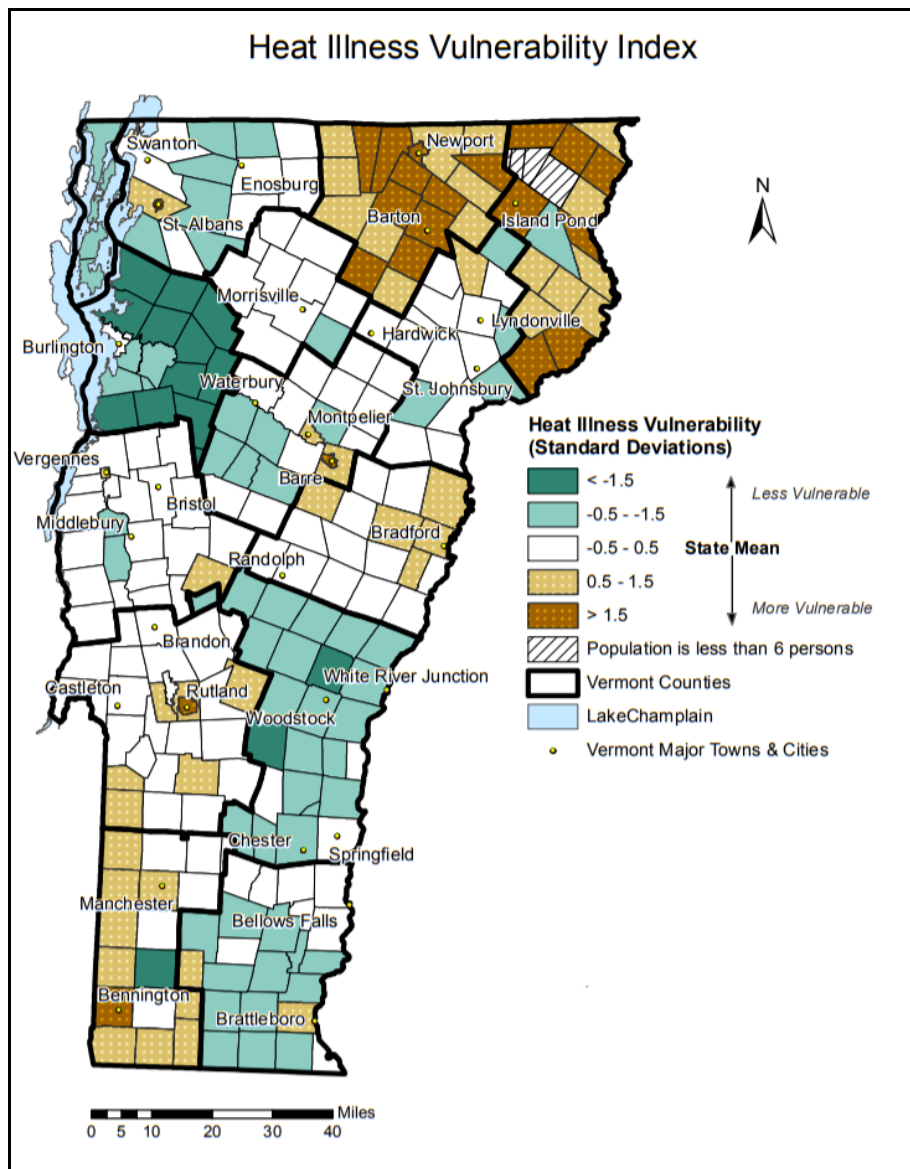 Heat Illness Vulnerability Index
Swanton
Newport
Enosburg
St. Albans
Barton
Island Pond
N
Morrisville
Hardwick
Lyndonville
Burlington
Waterbury
St. Johnsbury
Montpelier
Vergennes
Barre
Bristol
Middlebury
Bradford
Randolph
Brandon
White River Junction
Castleton
Rutland
Woodstock
Chester
Springfield
Manchester
Bellows Falls
Bennington
Brattleboro
Heat Illness Vulnerability
(Standard Deviations)
< -1.5
Less Vulnerable
-0.5 - -1.5
-0.5 - 0.5
State Mean
0.5 - 1.5
> 1.5
More Vulnerable
Population is less than 6 persons
Vermont Counties
LakeChamplain
Vermont Major Towns & Cities
Miles
0 5 10 20 30 40